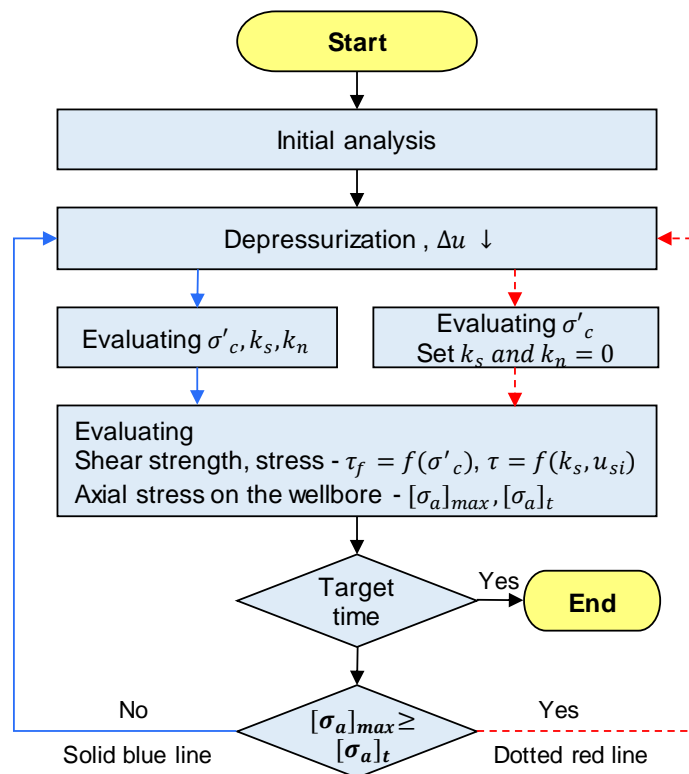 Start
Initial analysis
Depressurization , Δu ↓
Evaluating σ′c, ks, kn
Evaluating σ′c
Set ks and kn = 0
Evaluating
Shear strength, stress - τf = f(σ′c), τ = f(ks, usi)
Axial stress on the wellbore - [σa]max, [σa]t
Target
time
Yes
End
[σa]max ≥
[σa]t
No
Solid blue line
Yes
Dotted red line